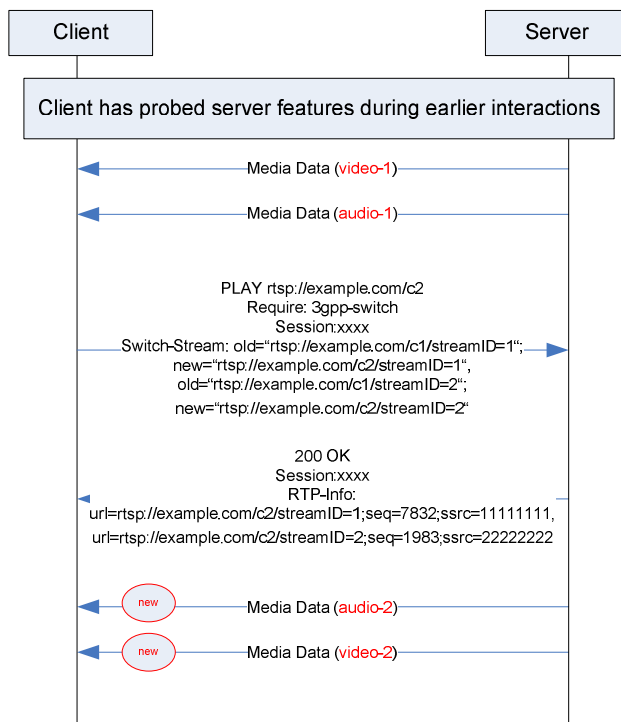 Client
Server
Client has probed server features during earlier interactions
Media Data (video-1)
Media Data (audio-1)
PLAY rtsp://example.com/c2
Require: 3gpp-switch
Session:xxxx
Switch-Stream: old=“rtsp://example.com/c1/streamID=1“;
new=“rtsp://example.com/c2/streamID=1“,
old=“rtsp://example.com/c1/streamID=2“;
new=“rtsp://example.com/c2/streamID=2“
200 OK
Session:xxxx
RTP-Info:
url=rtsp://example.com/c2/streamID=1;seq=7832;ssrc=11111111,
url=rtsp://example.com/c2/streamID=2;seq=1983;ssrc=22222222
new
Media Data (audio-2)
new
Media Data (video-2)